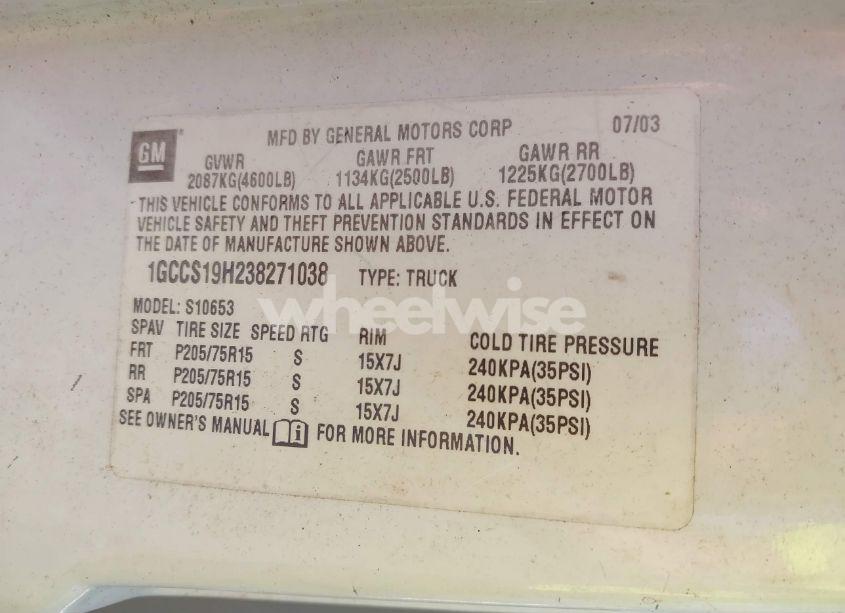 GM
MFD BY GENERAL MOTORS CORP 07/03
GVWR GAWR FRT GAWR RR
2087KG(4600LB) 1134KG(2500LB) 1225KG(2700LB)
THIS VEHICLE CONFORMS TO ALL APPLICABLE U.S. FEDERAL MOTOR
VEHICLE SAFETY AND THEFT PREVENTION STANDARDS IN EFFECT ON
THE DATE OF MANUFACTURE SHOWN ABOVE.
1GCCS19H238271038 TYPE: TRUCK
wheelwise
MODEL: S10653
SPAV TIRE SIZE SPEED RTG RIM COLD TIRE PRESSURE
FRT P205/75R15 S 15X7J 240KPA(35PSI)
RR P205/75R15 S 15X7J 240KPA(35PSI)
SPA P205/75R15 S 15X7J 240KPA(35PSI)
SEE OWNER'S MANUAL i FOR MORE INFORMATION.